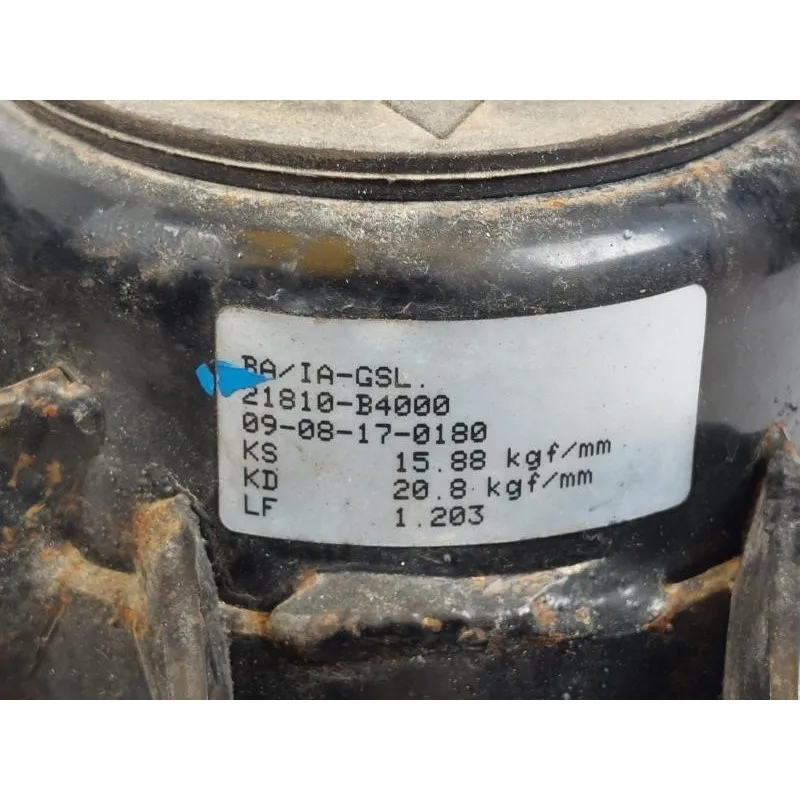 BA/IA-GSL.
21810-B4000
09-08-17-0180
KS 15.88 kgf/mm
KD 20.8 kgf/mm
LF 1.203